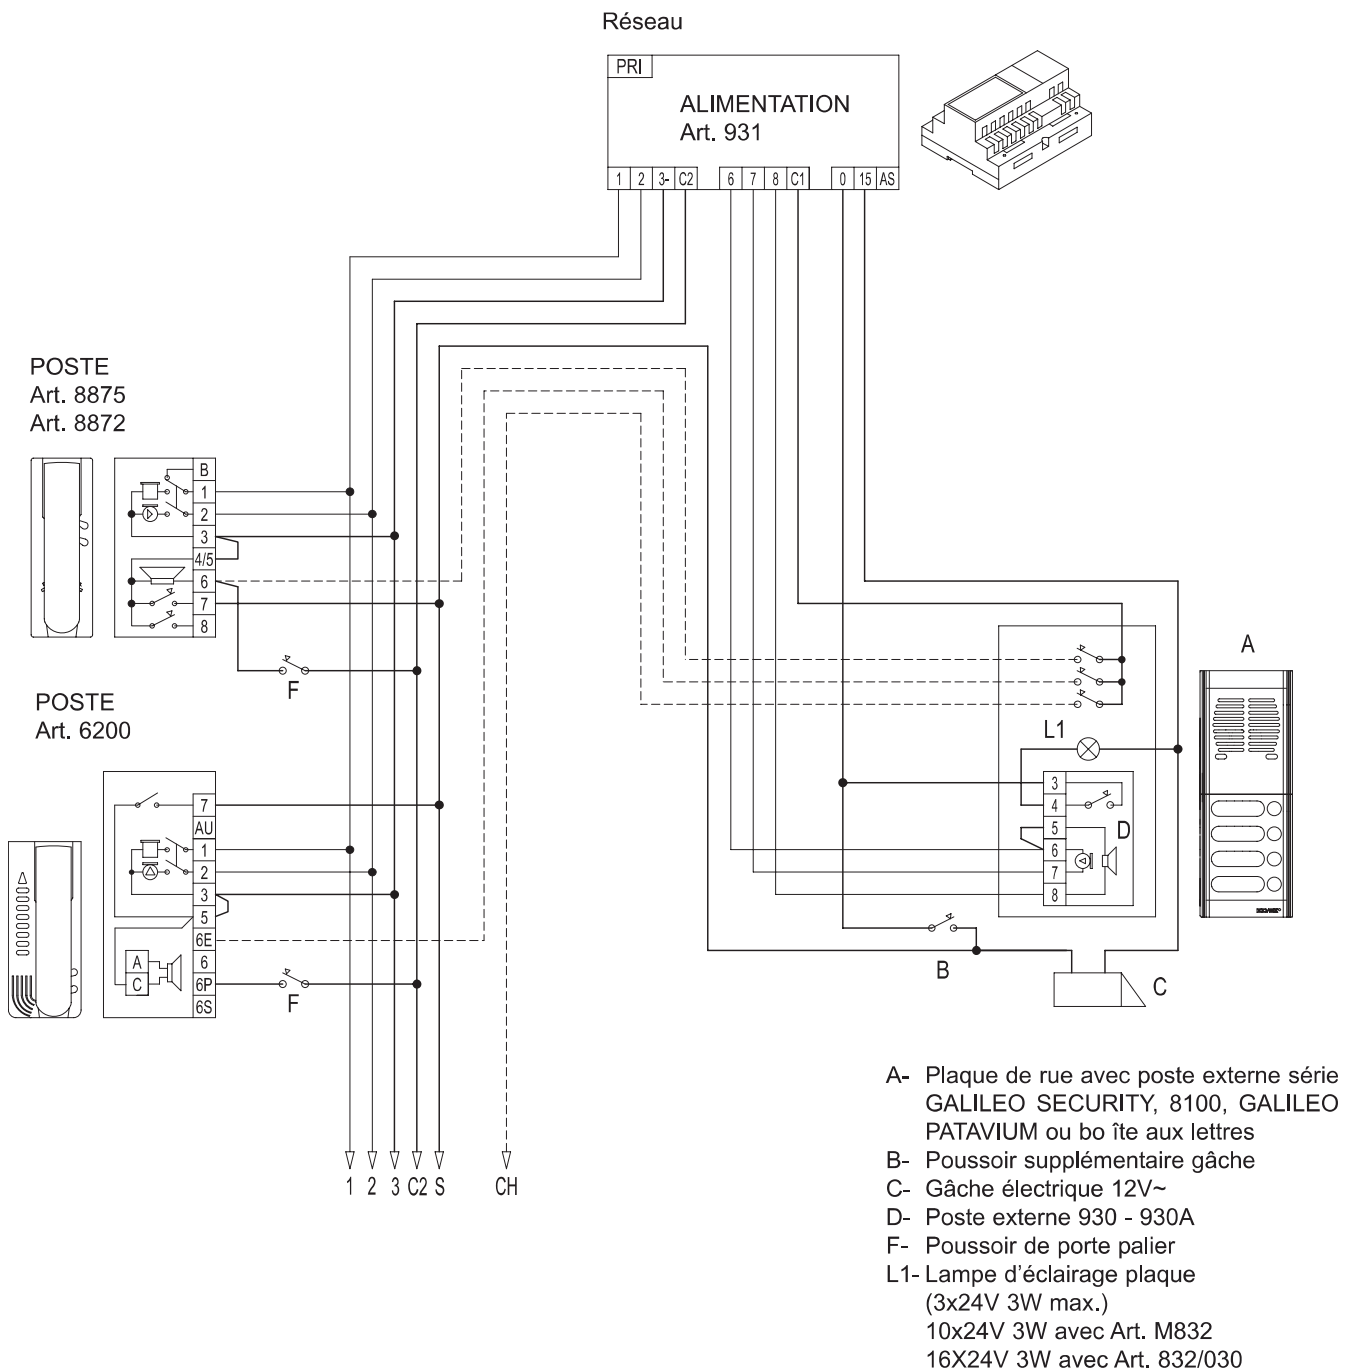 Réseau
PRI
ALIMENTATION
Art. 931
1 2 3- C2 6 7 8 C1 0 15 AS
POSTE
Art. 8875
Art. 8872
B
1
2
3
4/5
6
7
8
F
POSTE
Art. 6200
7
AU
1
2
3
5
6E
6
6P
6S
A
C
F
1 2 3 C2 S CH
A
L1
3
4
5
6
7
8
D
B
C
A- Plaque de rue avec poste externe série
GALILEO SECURITY, 8100, GALILEO
PATAVIUM ou bo îte aux lettres
B- Poussoir supplémentaire gâche
C- Gâche électrique 12V~
D- Poste externe 930 - 930A
F- Poussoir de porte palier
L1- Lampe d'éclairage plaque
(3x24V 3W max.)
10x24V 3W avec Art. M832
16X24V 3W avec Art. 832/030